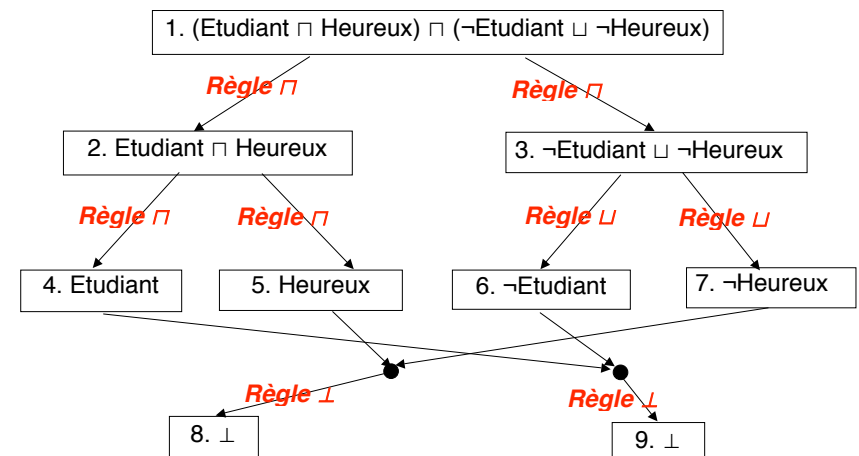 1. (Etudiant ⊓ Heureux) ⊓ (¬Etudiant ⊔ ¬Heureux)
Règle ⊓
Règle ⊓
2. Etudiant ⊓ Heureux
3. ¬Etudiant ⊔ ¬Heureux
Règle ⊓
Règle ⊓
Règle ⊔
Règle ⊔
4. Etudiant
5. Heureux
6. ¬Etudiant
7. ¬Heureux
Règle ⊥
Règle ⊥
8. ⊥
9. ⊥